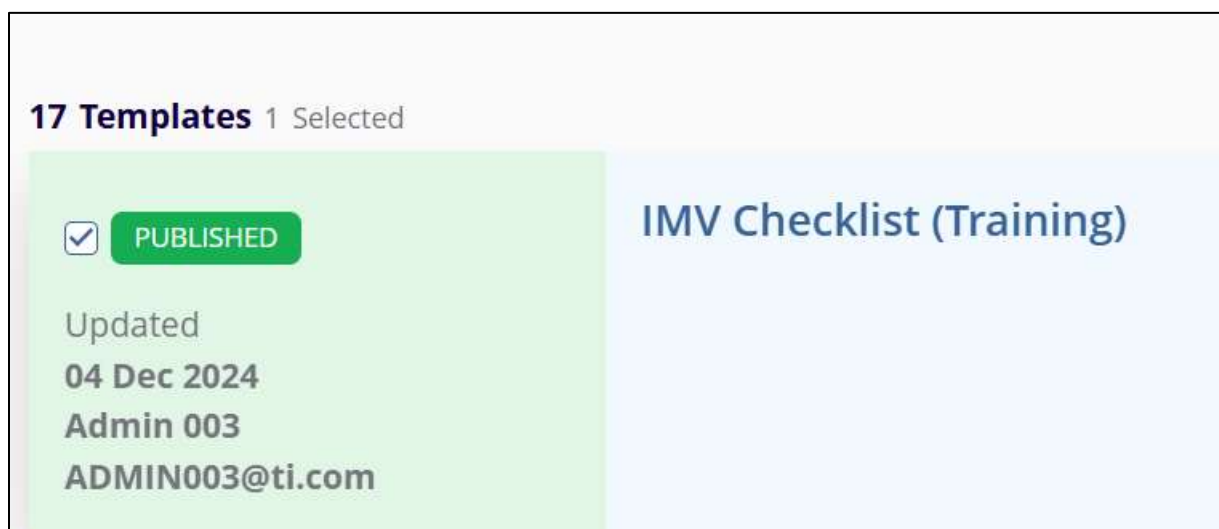 17 Templates 1 Selected
PUBLISHED
IMV Checklist (Training)
Updated
04 Dec 2024
Admin 003
ADMIN003@ti.com